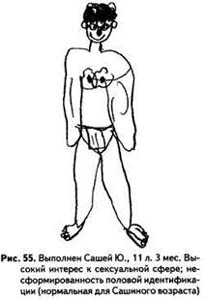 Рис. 55. Выполнен Сашей Ю., 11 л. 3 мес. Вы-
сокий интерес к сексуальной сфере; не-
сформированность половой идентифика-
ции (нормальная для Сашиного возраста)